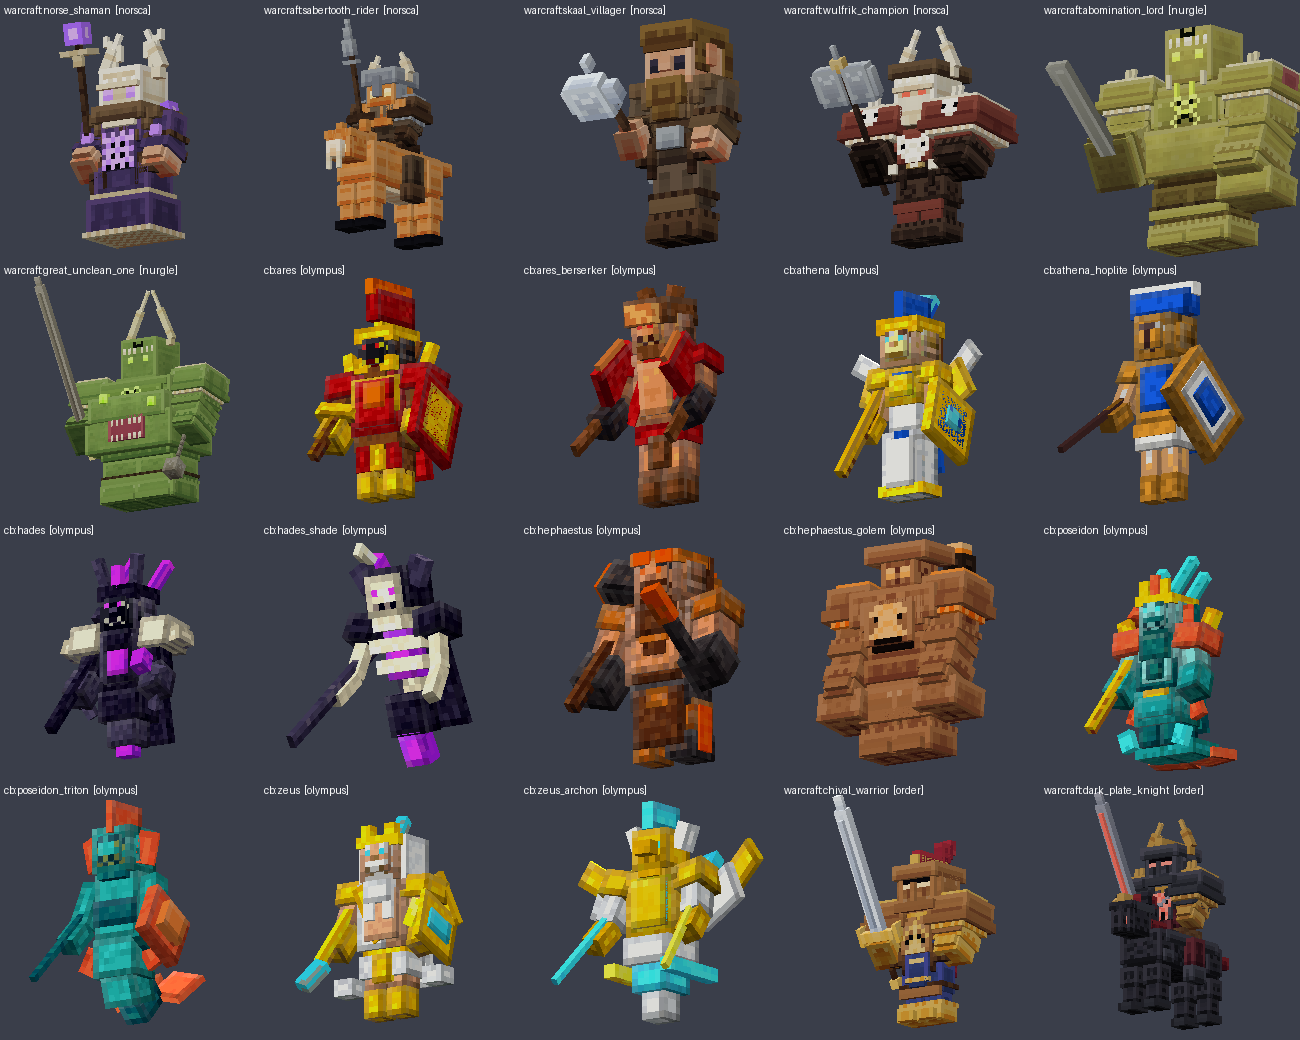 warcraft:norse_shaman [norsca]
warcraft:sabertooth_rider [norsca]
warcraft:skaal_villager [norsca]
warcraft:wulfrik_champion [norsca]
warcraft:abomination_lord [nurgle]
warcraft:great_unclean_one [nurgle]
cb:ares [olympus]
cb:ares_berserker [olympus]
cb:athena [olympus]
cb:athena_hoplite [olympus]
cb:hades [olympus]
cb:hades_shade [olympus]
cb:hephaestus [olympus]
cb:hephaestus_golem [olympus]
cb:poseidon [olympus]
cb:poseidon_triton [olympus]
cb:zeus [olympus]
cb:zeus_archon [olympus]
warcraft:chival_warrior [order]
warcraft:dark_plate_knight [order]